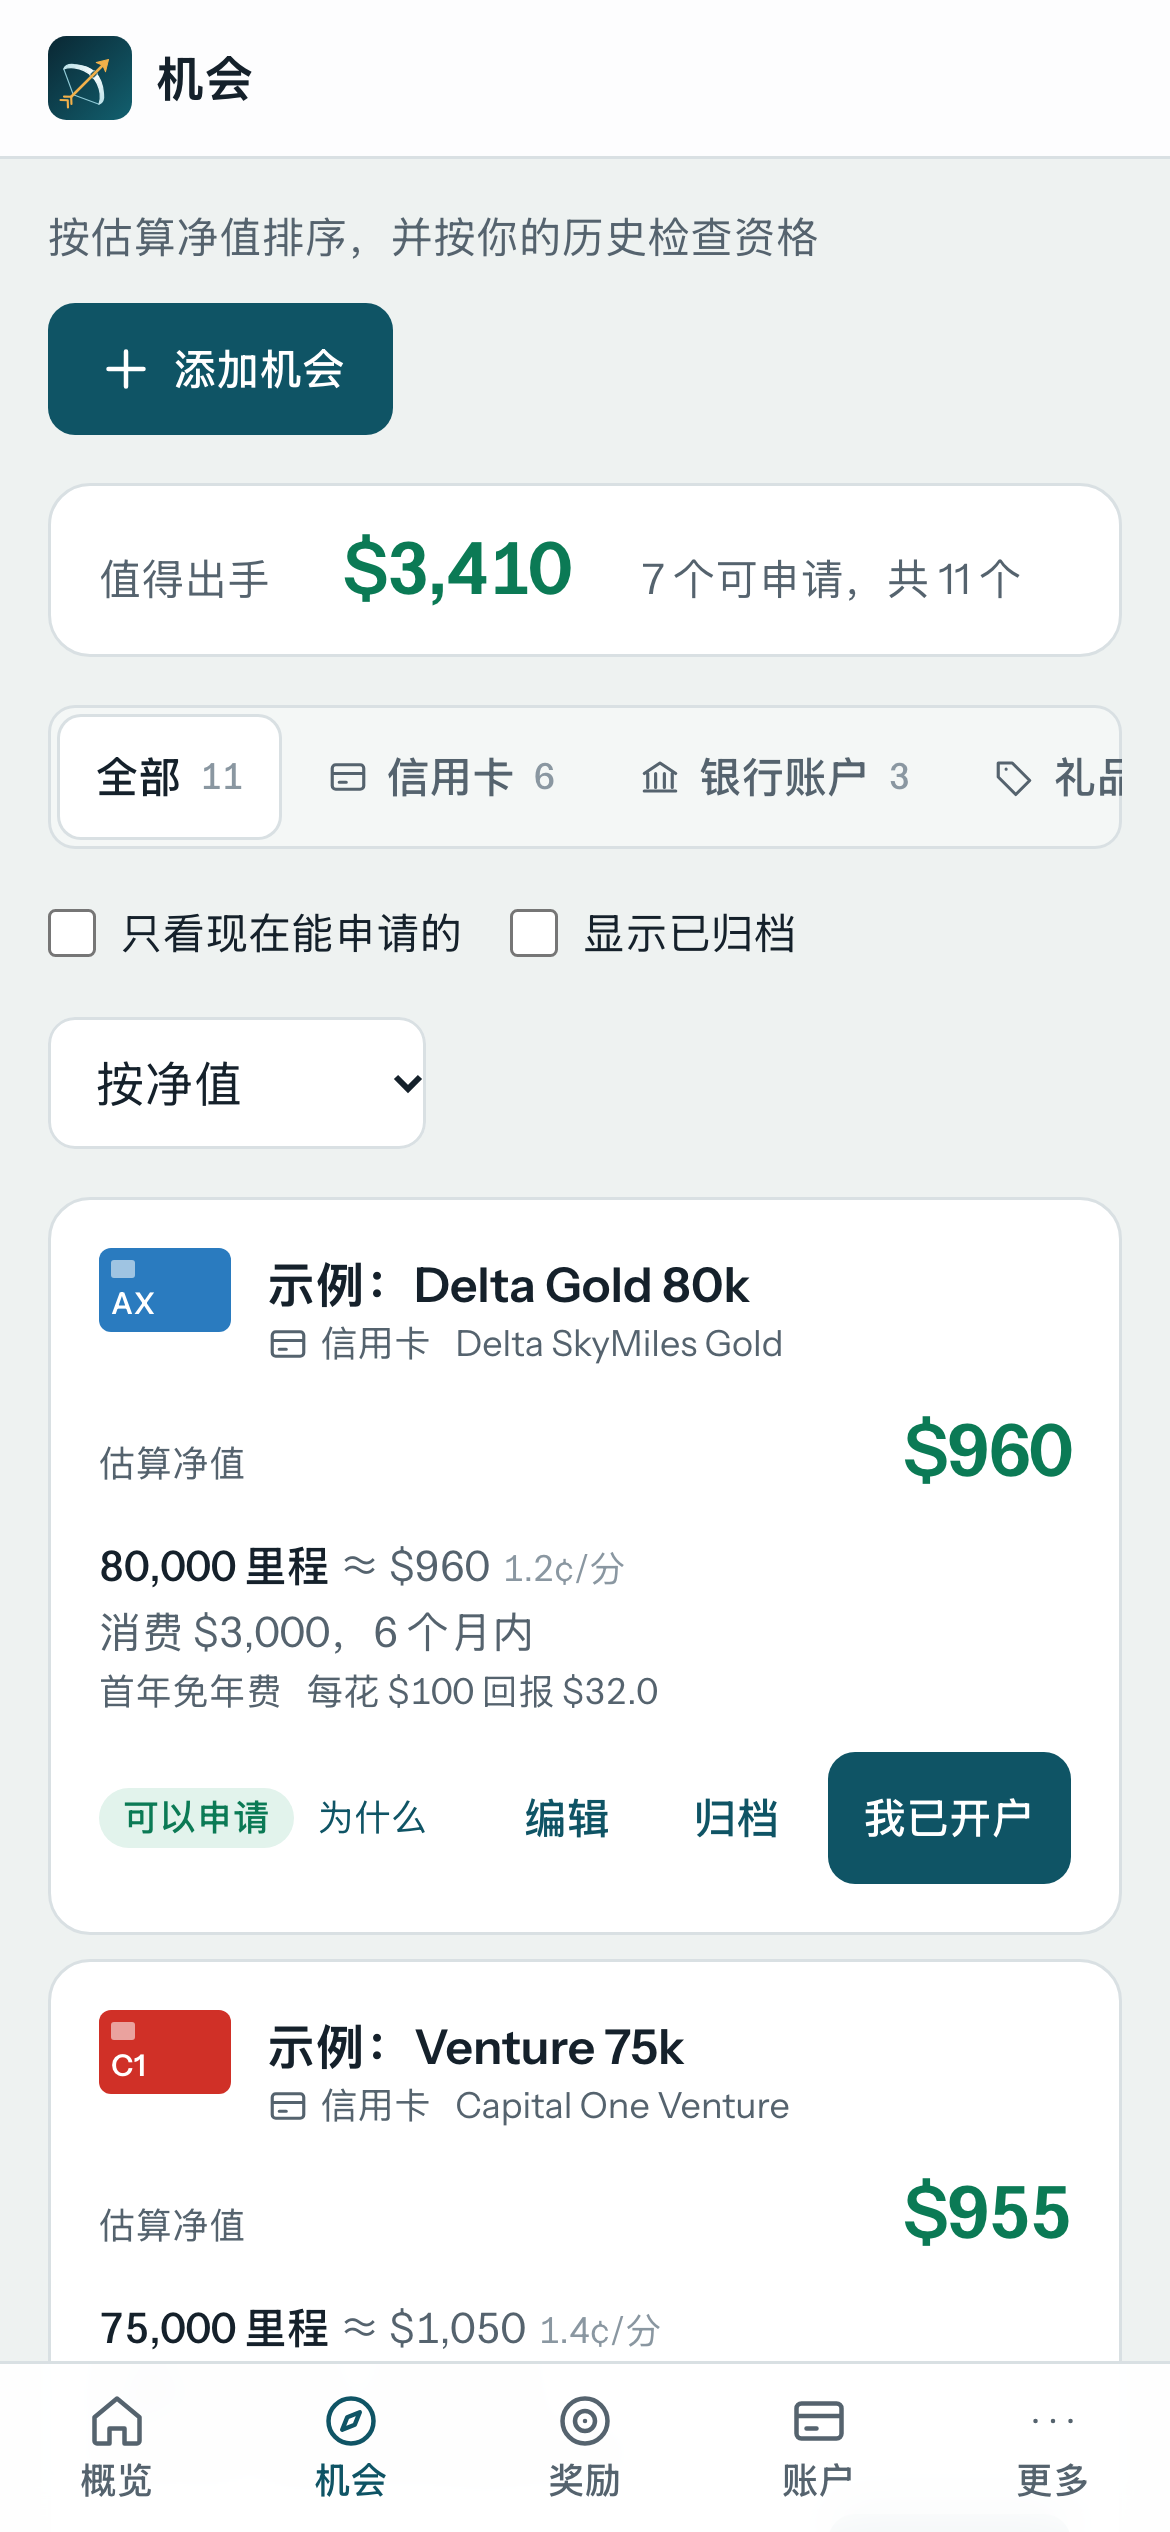 机会
按估算净值排序，并按你的历史检查资格
添加机会
值得出手 $3,410 7 个可申请，共 11 个
全部 11 信用卡 6 银行账户 3 礼品
只看现在能申请的 显示已归档
按净值
AX
示例：Delta Gold 80k
信用卡 Delta SkyMiles Gold
估算净值 $960
80,000 里程 ≈ $960 1.2¢/分
消费 $3,000，6 个月内
首年免年费 每花 $100 回报 $32.0
可以申请 为什么 编辑 归档 我已开户
C1
示例：Venture 75k
信用卡 Capital One Venture
估算净值 $955
75,000 里程 ≈ $1,050 1.4¢/分
概览 机会 奖励 账户 更多